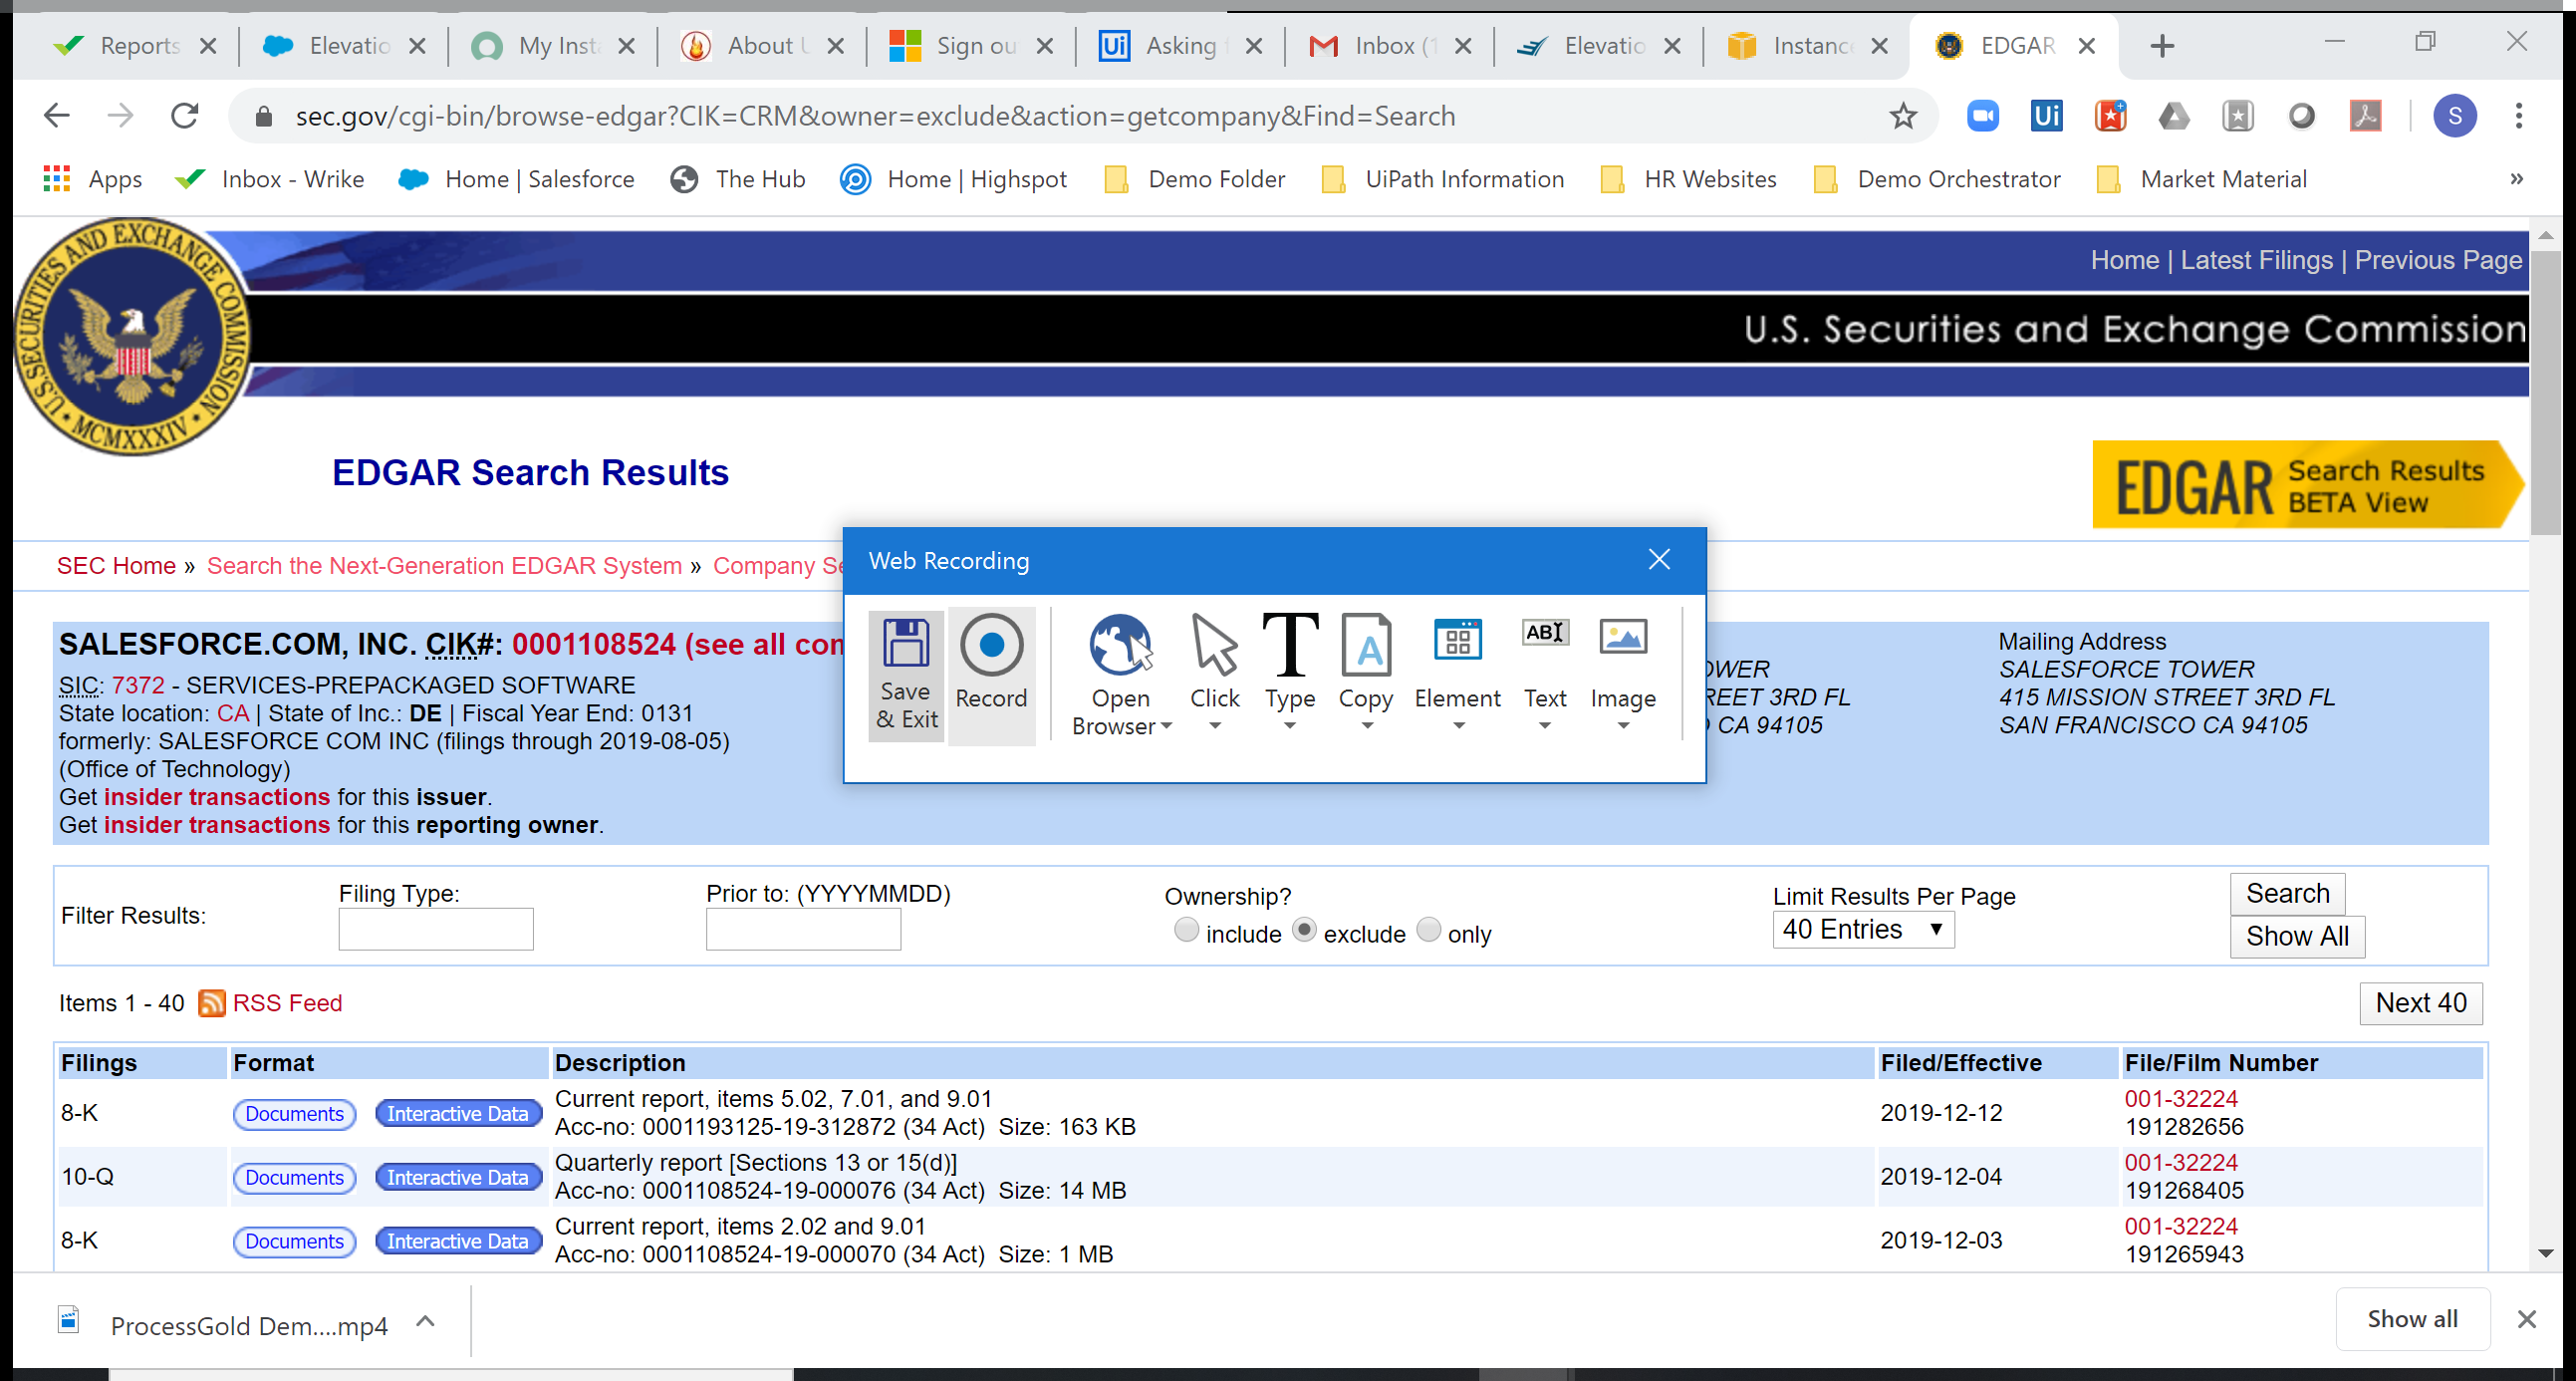 Reports
Elevatio
My Inst
About U
Sign ou
Asking
Inbox (1
Elevatio
Instanc
EDGAR
sec.gov/cgi-bin/browse-edgar?CIK=CRM&owner=exclude&action=getcompany&Find=Search
Ui
S
Apps
Inbox - Wrike
Home | Salesforce
The Hub
Home | Highspot
Demo Folder
UiPath Information
HR Websites
Demo Orchestrator
Market Material
»
U.S. SECURITIES AND EXCHANGE COMMISSION
MCMXXXIV
Home | Latest Filings | Previous Page
U.S. Securities and Exchange Commission
EDGAR Search Results
EDGAR Search Results
BETA View
SEC Home » Search the Next-Generation EDGAR System » Company Se
Web Recording
Save
& Exit
Record
Open
Browser
Click
Type
Copy
Element
Text
Image
SALESFORCE.COM, INC. CIK#: 0001108524 (see all con
SIC: 7372 - SERVICES-PREPACKAGED SOFTWARE
State location: CA | State of Inc.: DE | Fiscal Year End: 0131
formerly: SALESFORCE COM INC (filings through 2019-08-05)
(Office of Technology)
Get insider transactions for this issuer.
Get insider transactions for this reporting owner.
OWER
REET 3RD FL
CA 94105
Mailing Address
SALESFORCE TOWER
415 MISSION STREET 3RD FL
SAN FRANCISCO CA 94105
Filter Results:
Filing Type:
Prior to: (YYYYMMDD)
Ownership?
include exclude only
Limit Results Per Page
40 Entries
Search
Show All
Items 1 - 40 RSS Feed
Next 40
Filings Format Description Filed/Effective File/Film Number
8-K Documents Interactive Data Current report, items 5.02, 7.01, and 9.01 2019-12-12 001-32224
Acc-no: 0001193125-19-312872 (34 Act) Size: 163 KB 191282656
10-Q Documents Interactive Data Quarterly report [Sections 13 or 15(d)] 2019-12-04 001-32224
Acc-no: 0001108524-19-000076 (34 Act) Size: 14 MB 191268405
8-K Documents Interactive Data Current report, items 2.02 and 9.01 2019-12-03 001-32224
Acc-no: 0001108524-19-000070 (34 Act) Size: 1 MB 191265943
ProcessGold Dem....mp4
Show all